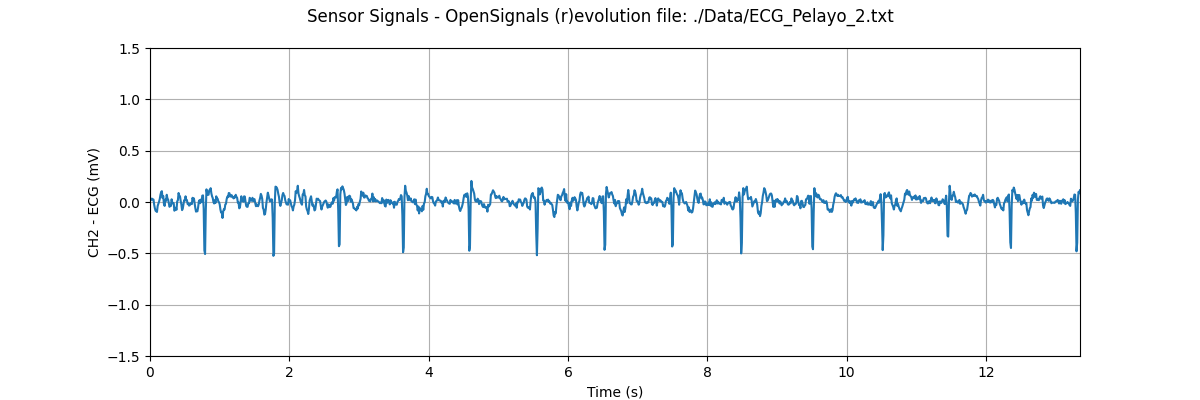 Sensor Signals - OpenSignals (r)evolution file: ./Data/ECG_Pelayo_2.txt
1.5
1.0
0.5
0.0
−0.5
−1.0
−1.5
CH2 - ECG (mV)
0 2 4 6 8 10 12
Time (s)